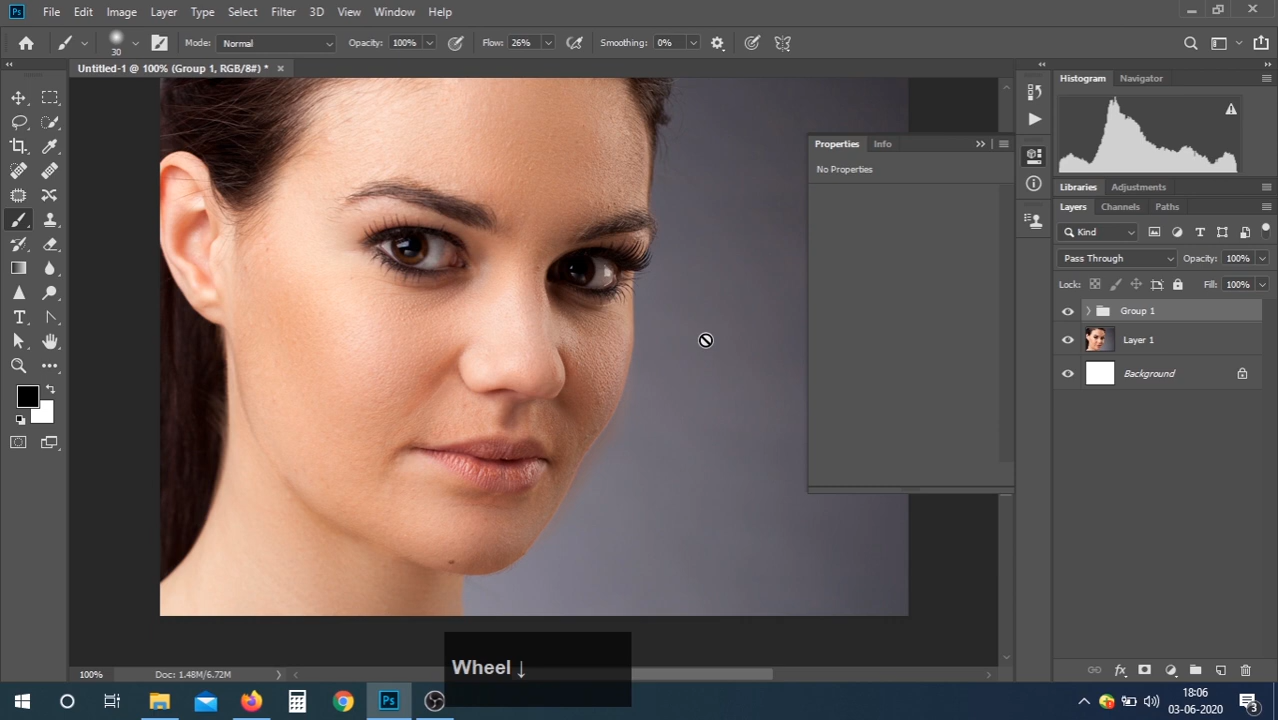 Ps File Edit Image Layer Type Select Filter 3D View Window Help
30 Mode: Normal Opacity: 100% Flow: 26% Smoothing: 0%
Untitled-1 @ 100% (Group 1, RGB/8#) *
Histogram Navigator
Properties Info
No Properties
Libraries Adjustments
Layers Channels Paths
Kind
Pass Through Opacity: 100%
Lock: Fill: 100%
Group 1
Layer 1
Background
Wheel ↓
100% Doc: 1.48M/6.72M
fx
Ps
18:06
03-06-2020
3